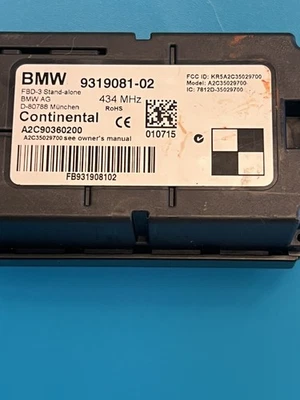 BMW 9319081-02
FBD-3 Stand-alone
BMW AG
D-80788 München
434 MHz
RoHS
Continental
A2C90360200
A2C35029700 see owner's manual
FCC ID: KR5A2C35029700
Model: A2C35029700
IC: 7812D-35029700
010715
FB931908102